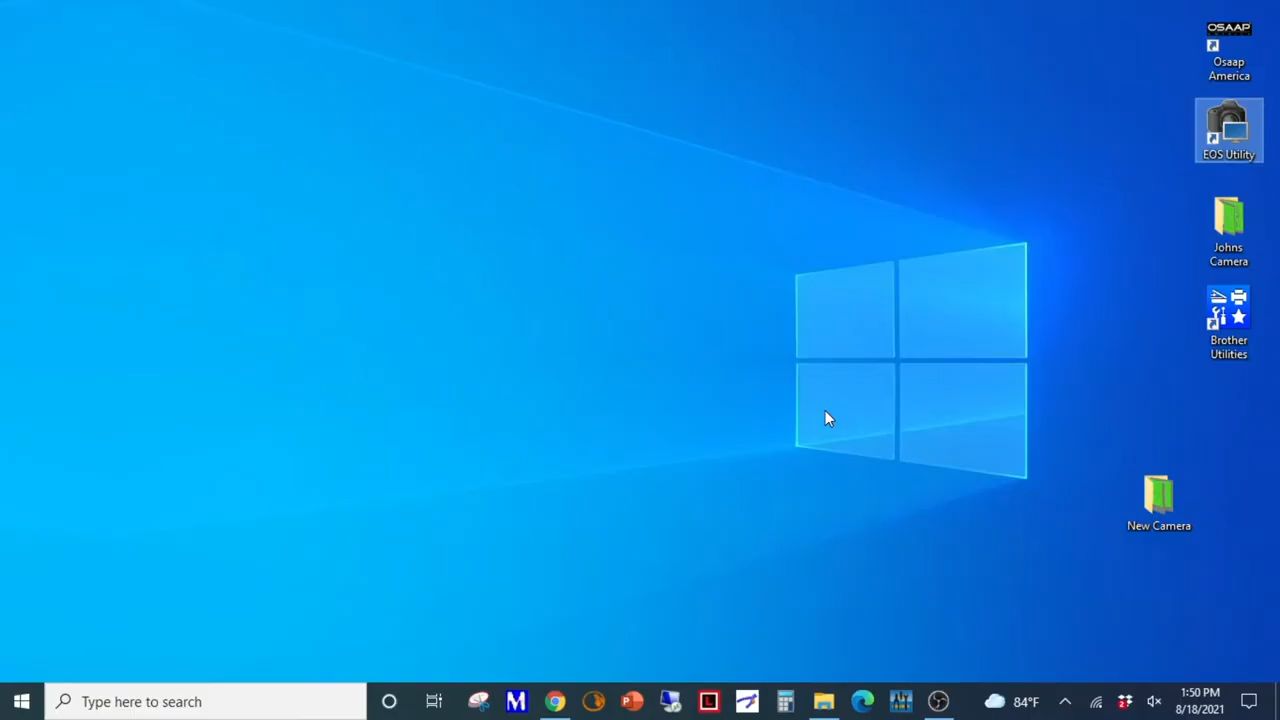 OSAAP
Osaap
America
EOS Utility
Johns
Camera
Brother
Utilities
New Camera
Type here to search
M
P
L
84°F
2
1:50 PM
8/18/2021